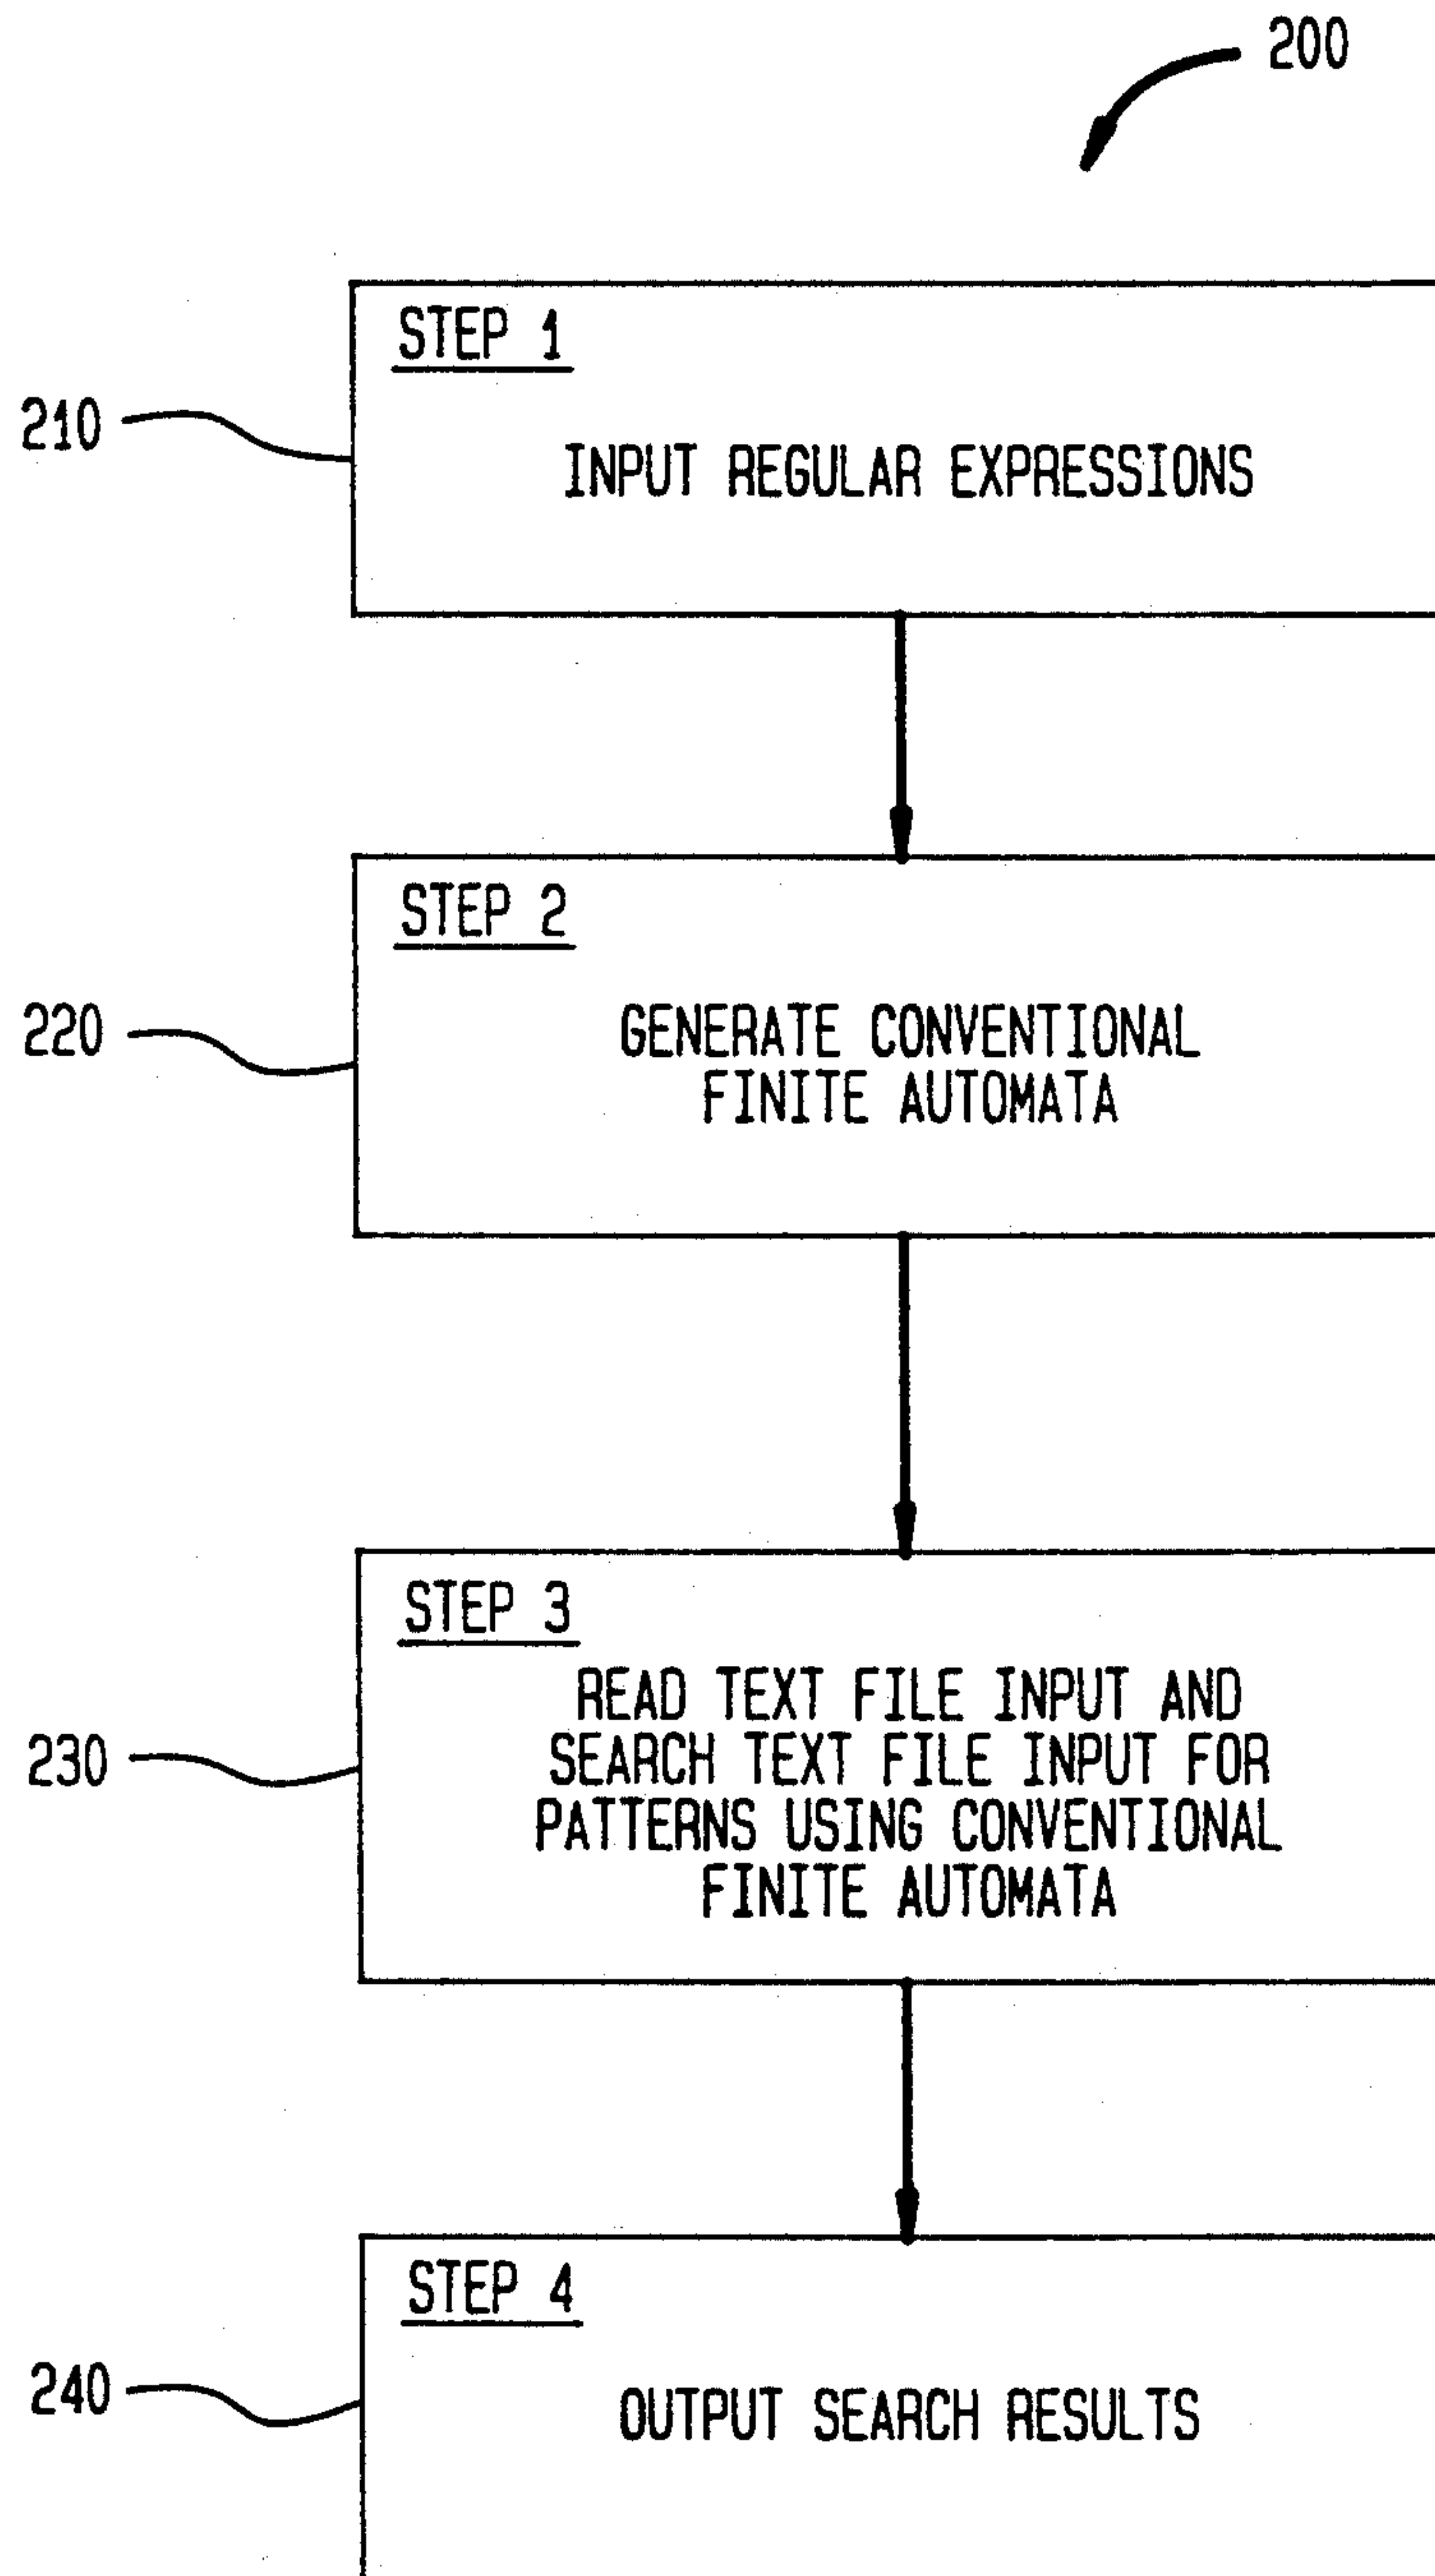 200
STEP 1
210
INPUT REGULAR EXPRESSIONS
STEP 2
220
GENERATE CONVENTIONAL
FINITE AUTOMATA
STEP 3
READ TEXT FILE INPUT AND
230
SEARCH TEXT FILE INPUT FOR
PATTERNS USING CONVENTIONAL
FINITE AUTOMATA
STEP 4
240
OUTPUT SEARCH RESULTS